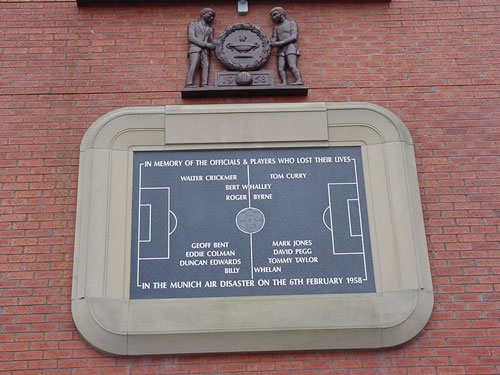 1958
IN MEMORY OF THE OFFICIALS & PLAYERS WHO LOST THEIR LIVES
WALTER CRICKMER TOM CURRY
BERT WHALLEY
ROGER BYRNE
GEOFF BENT MARK JONES
EDDIE COLMAN DAVID PEGG
DUNCAN EDWARDS TOMMY TAYLOR
BILLY WHELAN
IN THE MUNICH AIR DISASTER ON THE 6TH FEBRUARY 1958